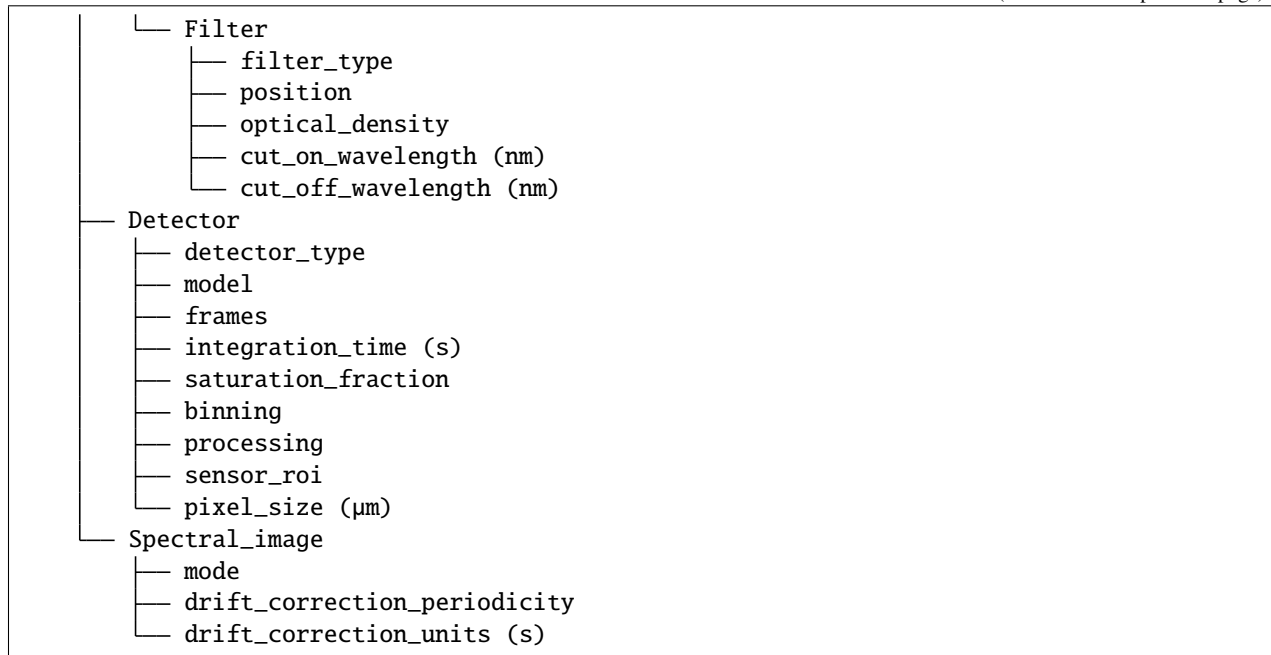 │   └── Filter
│       ├── filter_type
│       ├── position
│       ├── optical_density
│       ├── cut_on_wavelength (nm)
│       └── cut_off_wavelength (nm)
├── Detector
│   ├── detector_type
│   ├── model
│   ├── frames
│   ├── integration_time (s)
│   ├── saturation_fraction
│   ├── binning
│   ├── processing
│   ├── sensor_roi
│   └── pixel_size (µm)
└── Spectral_image
    ├── mode
    ├── drift_correction_periodicity
    └── drift_correction_units (s)